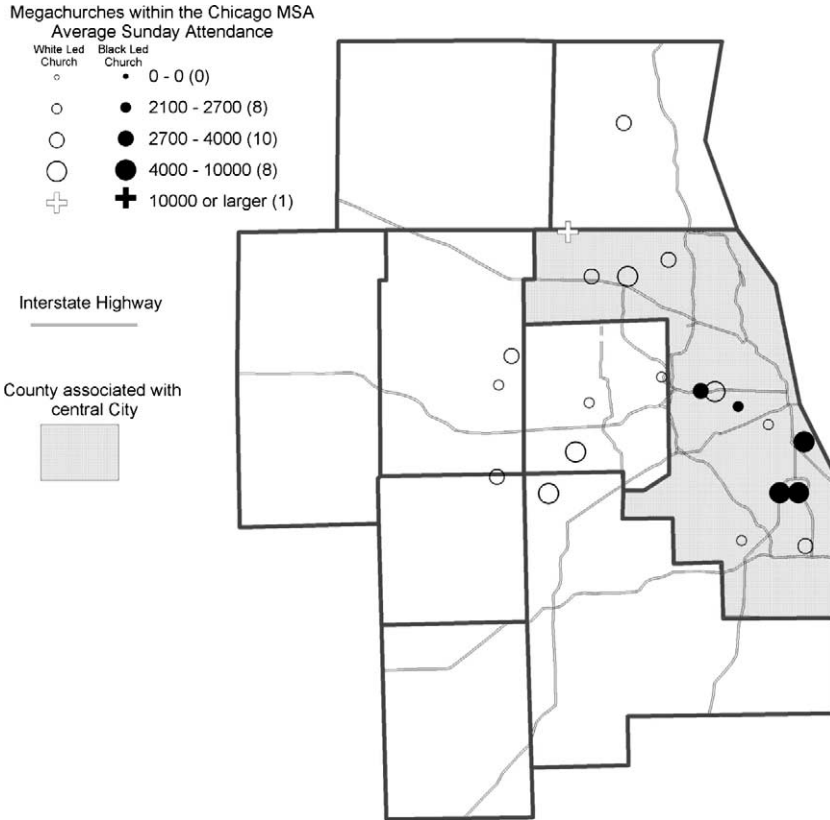 Megachurches within the Chicago MSA
Average Sunday Attendance
White Led Church
Black Led Church
0 - 0 (0)
2100 - 2700 (8)
2700 - 4000 (10)
4000 - 10000 (8)
10000 or larger (1)
Interstate Highway
County associated with
central City